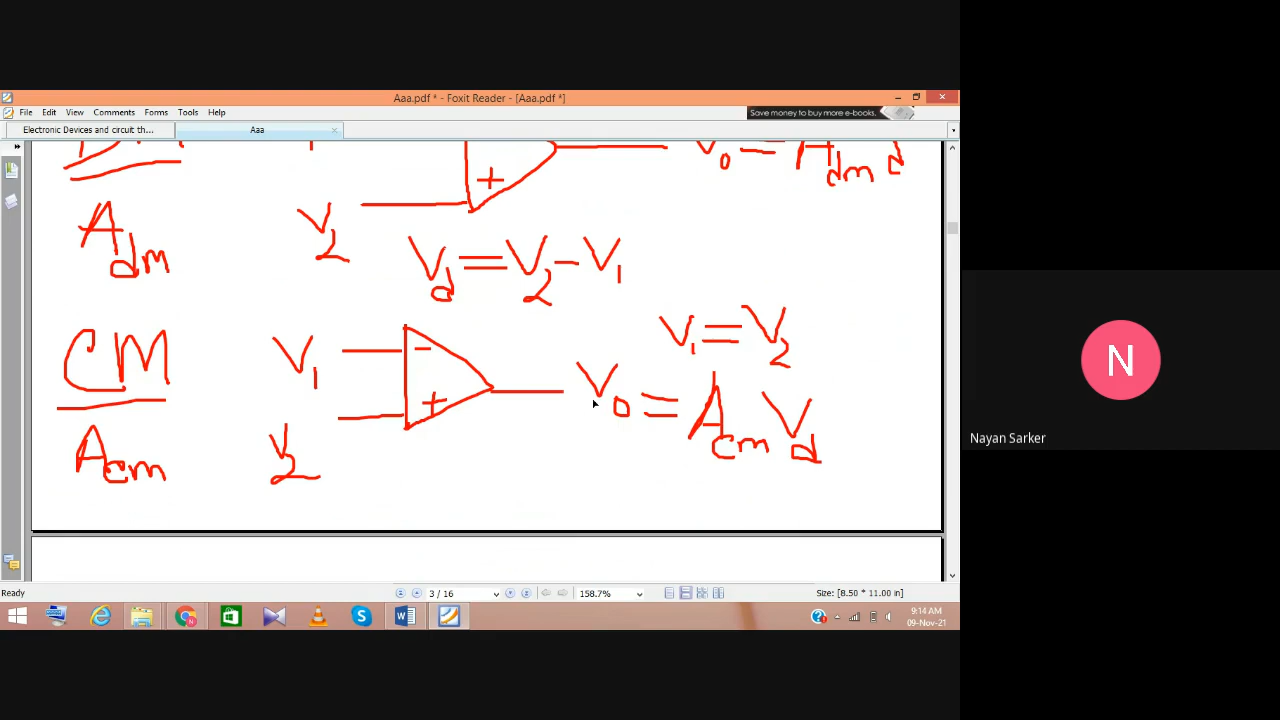 Aaa.pdf * - Foxit Reader - [Aaa.pdf *]
File Edit View Comments Forms Tools Help
Save money to buy more e-books.
Electronic Devices and circuit th...
Aaa
V0 = Adm d
Adm
V2
Vd = V2 - V1
V1 = V2
CM
V1
-
+
V0 = Acm Vd
Acm
V2
+
N
Nayan Sarker
Ready
3 / 16
158.7%
Size: [8.50 * 11.00 in]
9:14 AM
09-Nov-21